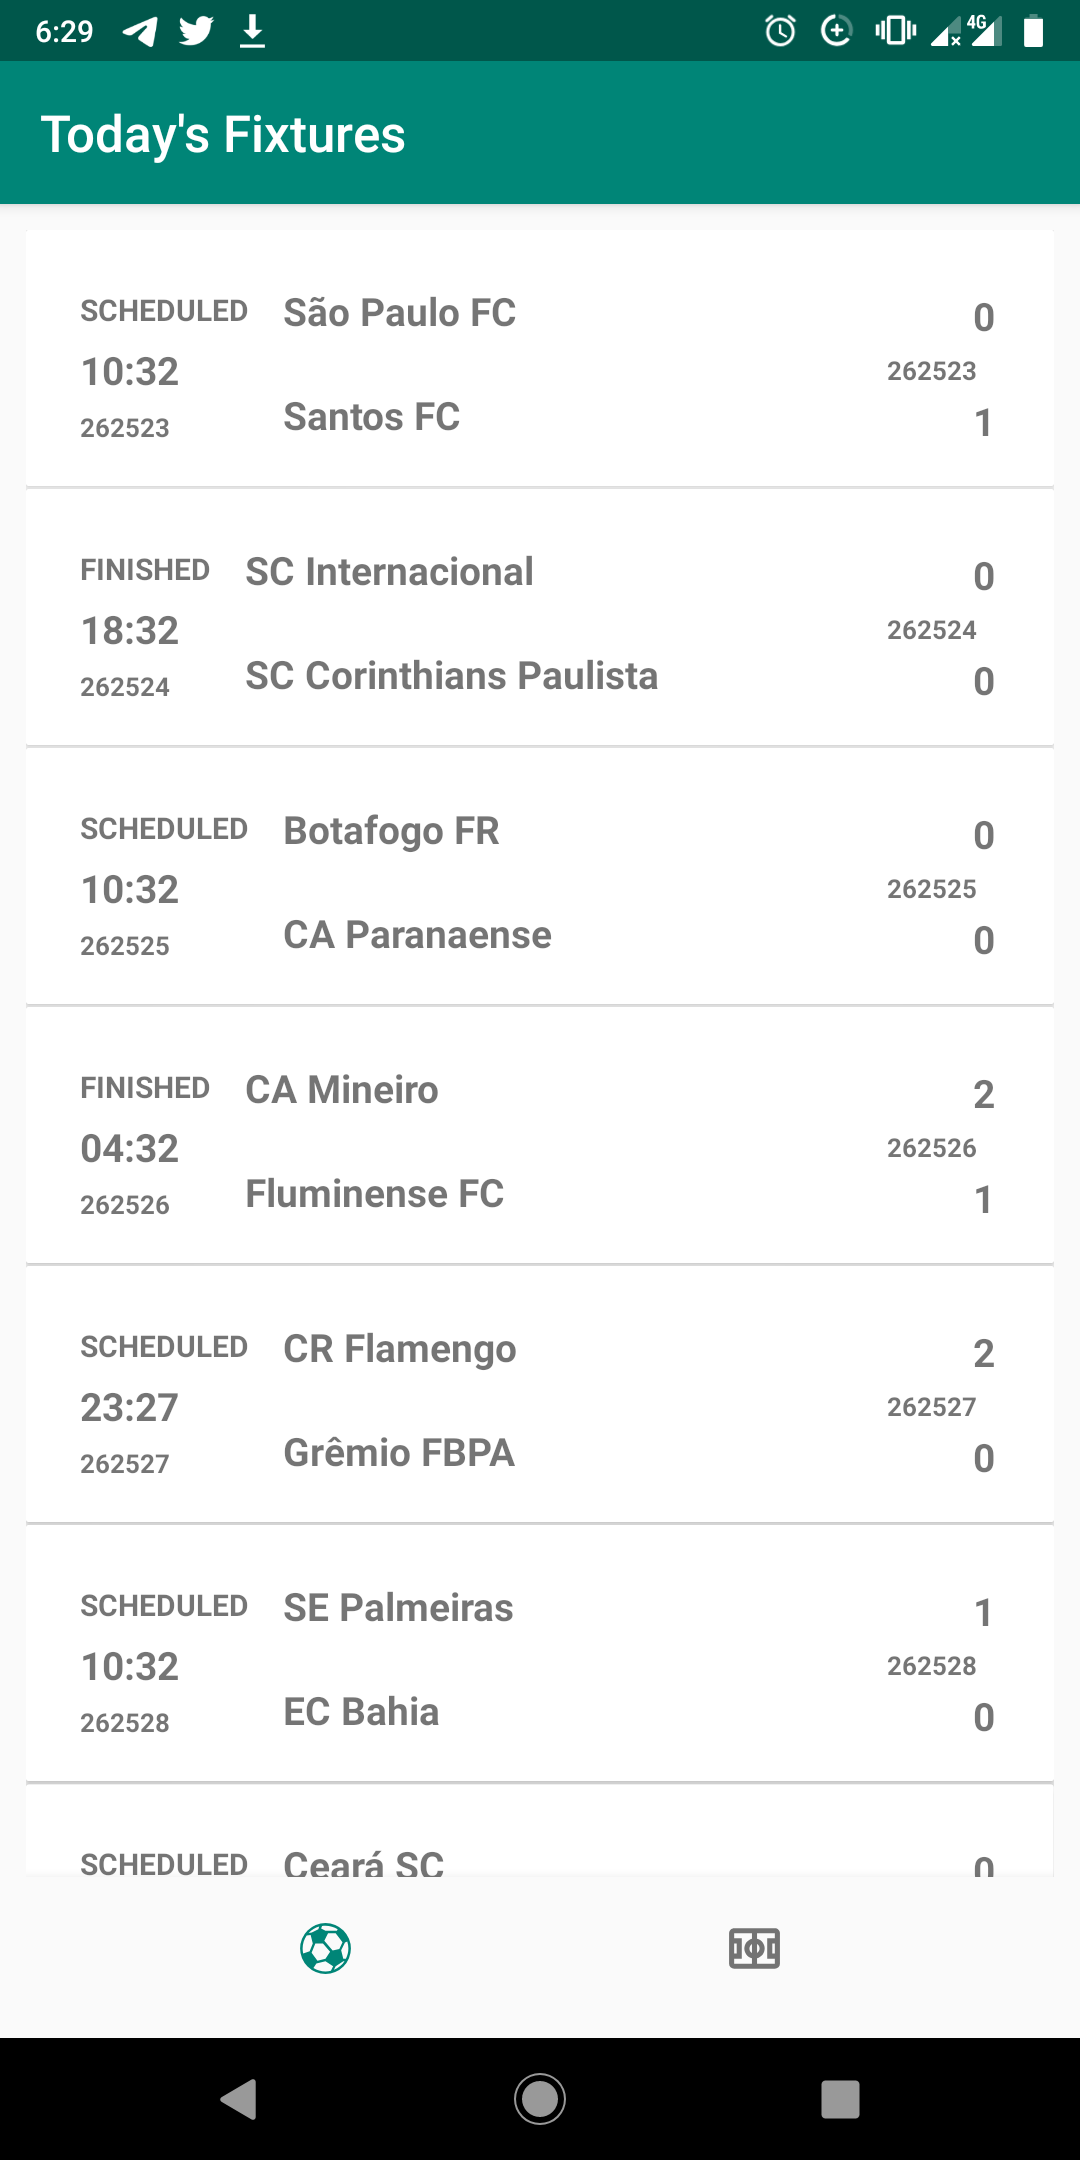 6:29
4G
Today's Fixtures
SCHEDULED São Paulo FC 0
10:32 262523
262523 Santos FC 1
FINISHED SC Internacional 0
18:32 262524
262524 SC Corinthians Paulista 0
SCHEDULED Botafogo FR 0
10:32 262525
262525 CA Paranaense 0
FINISHED CA Mineiro 2
04:32 262526
262526 Fluminense FC 1
SCHEDULED CR Flamengo 2
23:27 262527
262527 Grêmio FBPA 0
SCHEDULED SE Palmeiras 1
10:32 262528
262528 EC Bahia 0
SCHEDULED Ceará SC 0